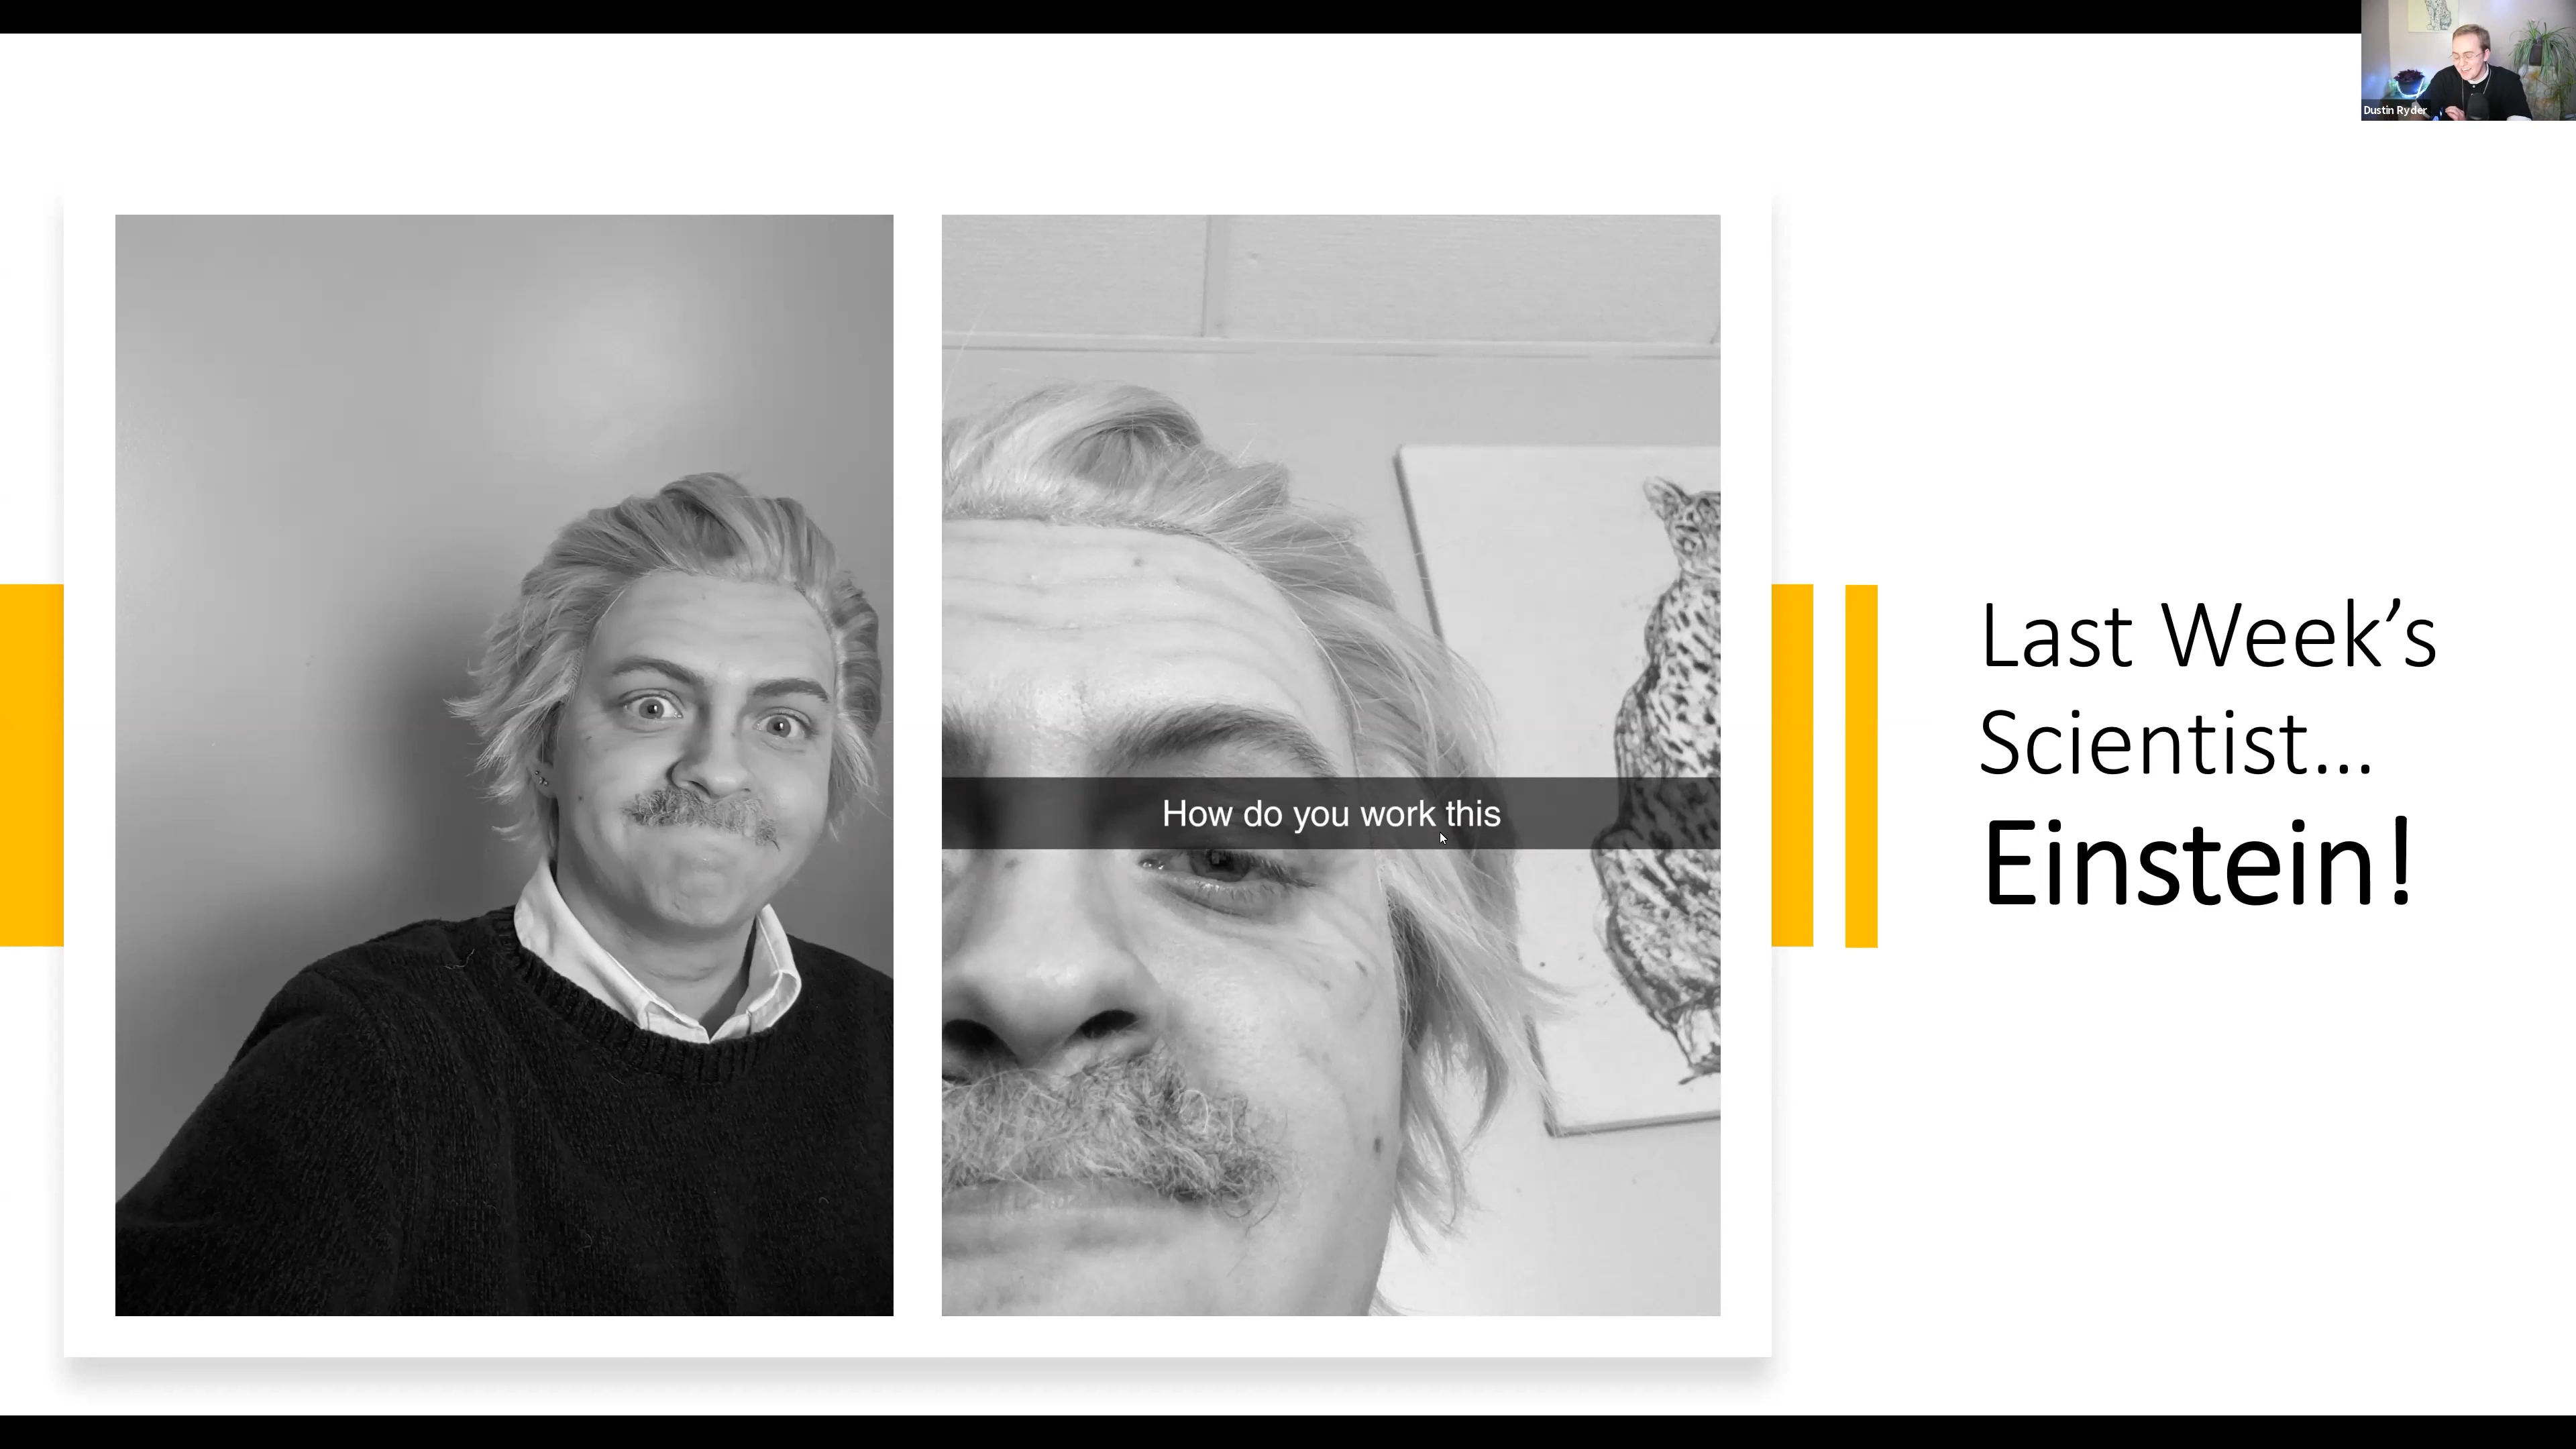 Dustin Ryder
How do you work this
Last Week’s
Scientist...
Einstein!